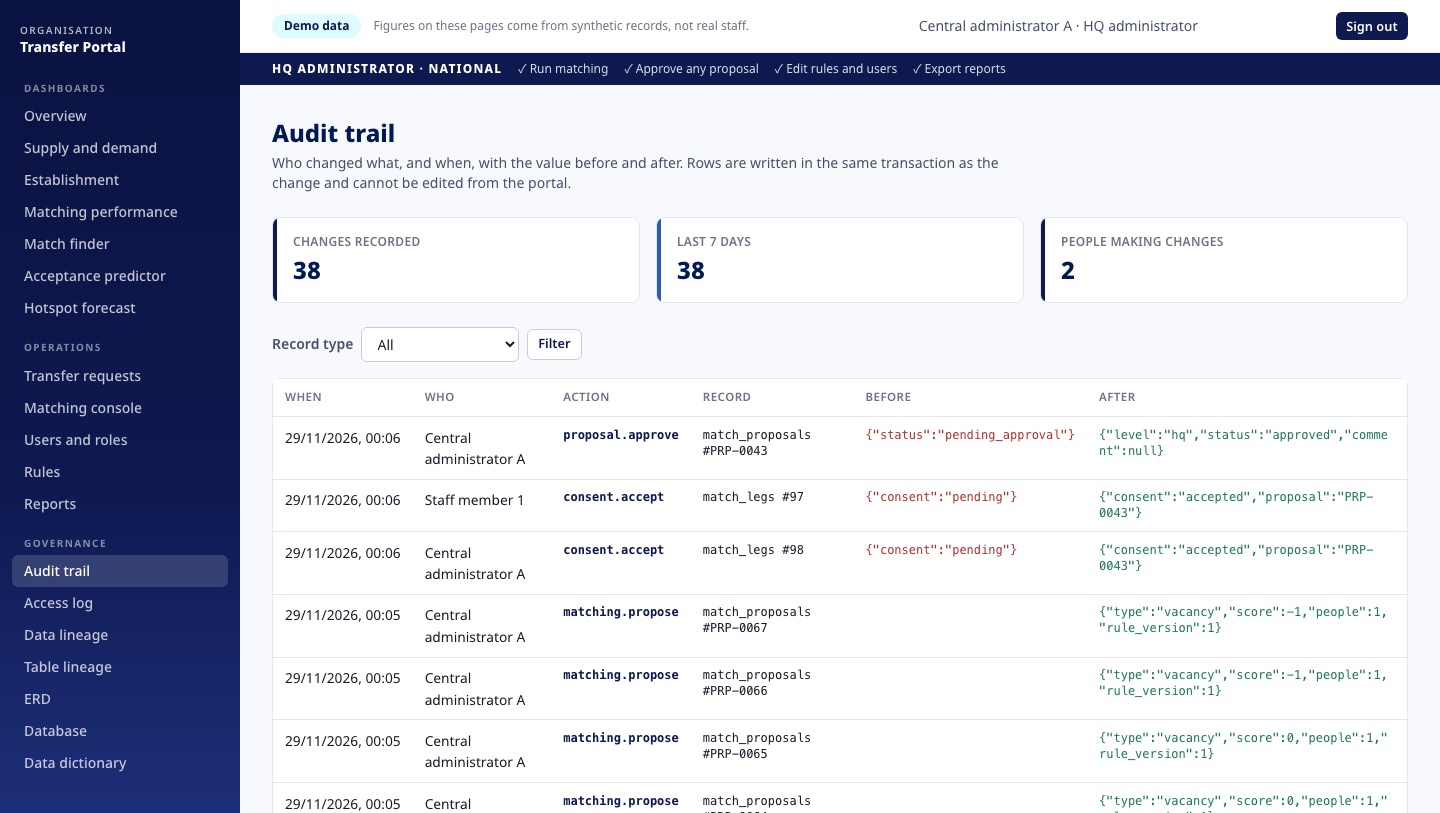 ORGANISATION
Transfer Portal
DASHBOARDS
Overview
Supply and demand
Establishment
Matching performance
Match finder
Acceptance predictor
Hotspot forecast
OPERATIONS
Transfer requests
Matching console
Users and roles
Rules
Reports
GOVERNANCE
Audit trail
Access log
Data lineage
Table lineage
ERD
Database
Data dictionary
Demo data Figures on these pages come from synthetic records, not real staff. Central administrator A · HQ administrator Sign out
HQ ADMINISTRATOR · NATIONAL ✓ Run matching ✓ Approve any proposal ✓ Edit rules and users ✓ Export reports
Audit trail
Who changed what, and when, with the value before and after. Rows are written in the same transaction as the
change and cannot be edited from the portal.
CHANGES RECORDED
38
LAST 7 DAYS
38
PEOPLE MAKING CHANGES
2
Record type All Filter
WHEN WHO ACTION RECORD BEFORE AFTER
29/11/2026, 00:06 Central proposal.approve match_proposals {"status":"pending_approval"} {"level":"hq","status":"approved","comme
administrator A #PRP-0043 nt":null}
29/11/2026, 00:06 Staff member 1 consent.accept match_legs #97 {"consent":"pending"} {"consent":"accepted","proposal":"PRP-
0043"}
29/11/2026, 00:06 Central consent.accept match_legs #98 {"consent":"pending"} {"consent":"accepted","proposal":"PRP-
administrator A 0043"}
29/11/2026, 00:05 Central matching.propose match_proposals {"type":"vacancy","score":-1,"people":1,
administrator A #PRP-0067 "rule_version":1}
29/11/2026, 00:05 Central matching.propose match_proposals {"type":"vacancy","score":-1,"people":1,
administrator A #PRP-0066 "rule_version":1}
29/11/2026, 00:05 Central matching.propose match_proposals {"type":"vacancy","score":0,"people":1,"
administrator A #PRP-0065 rule_version":1}
29/11/2026, 00:05 Central matching.propose match_proposals {"type":"vacancy","score":0,"people":1,"